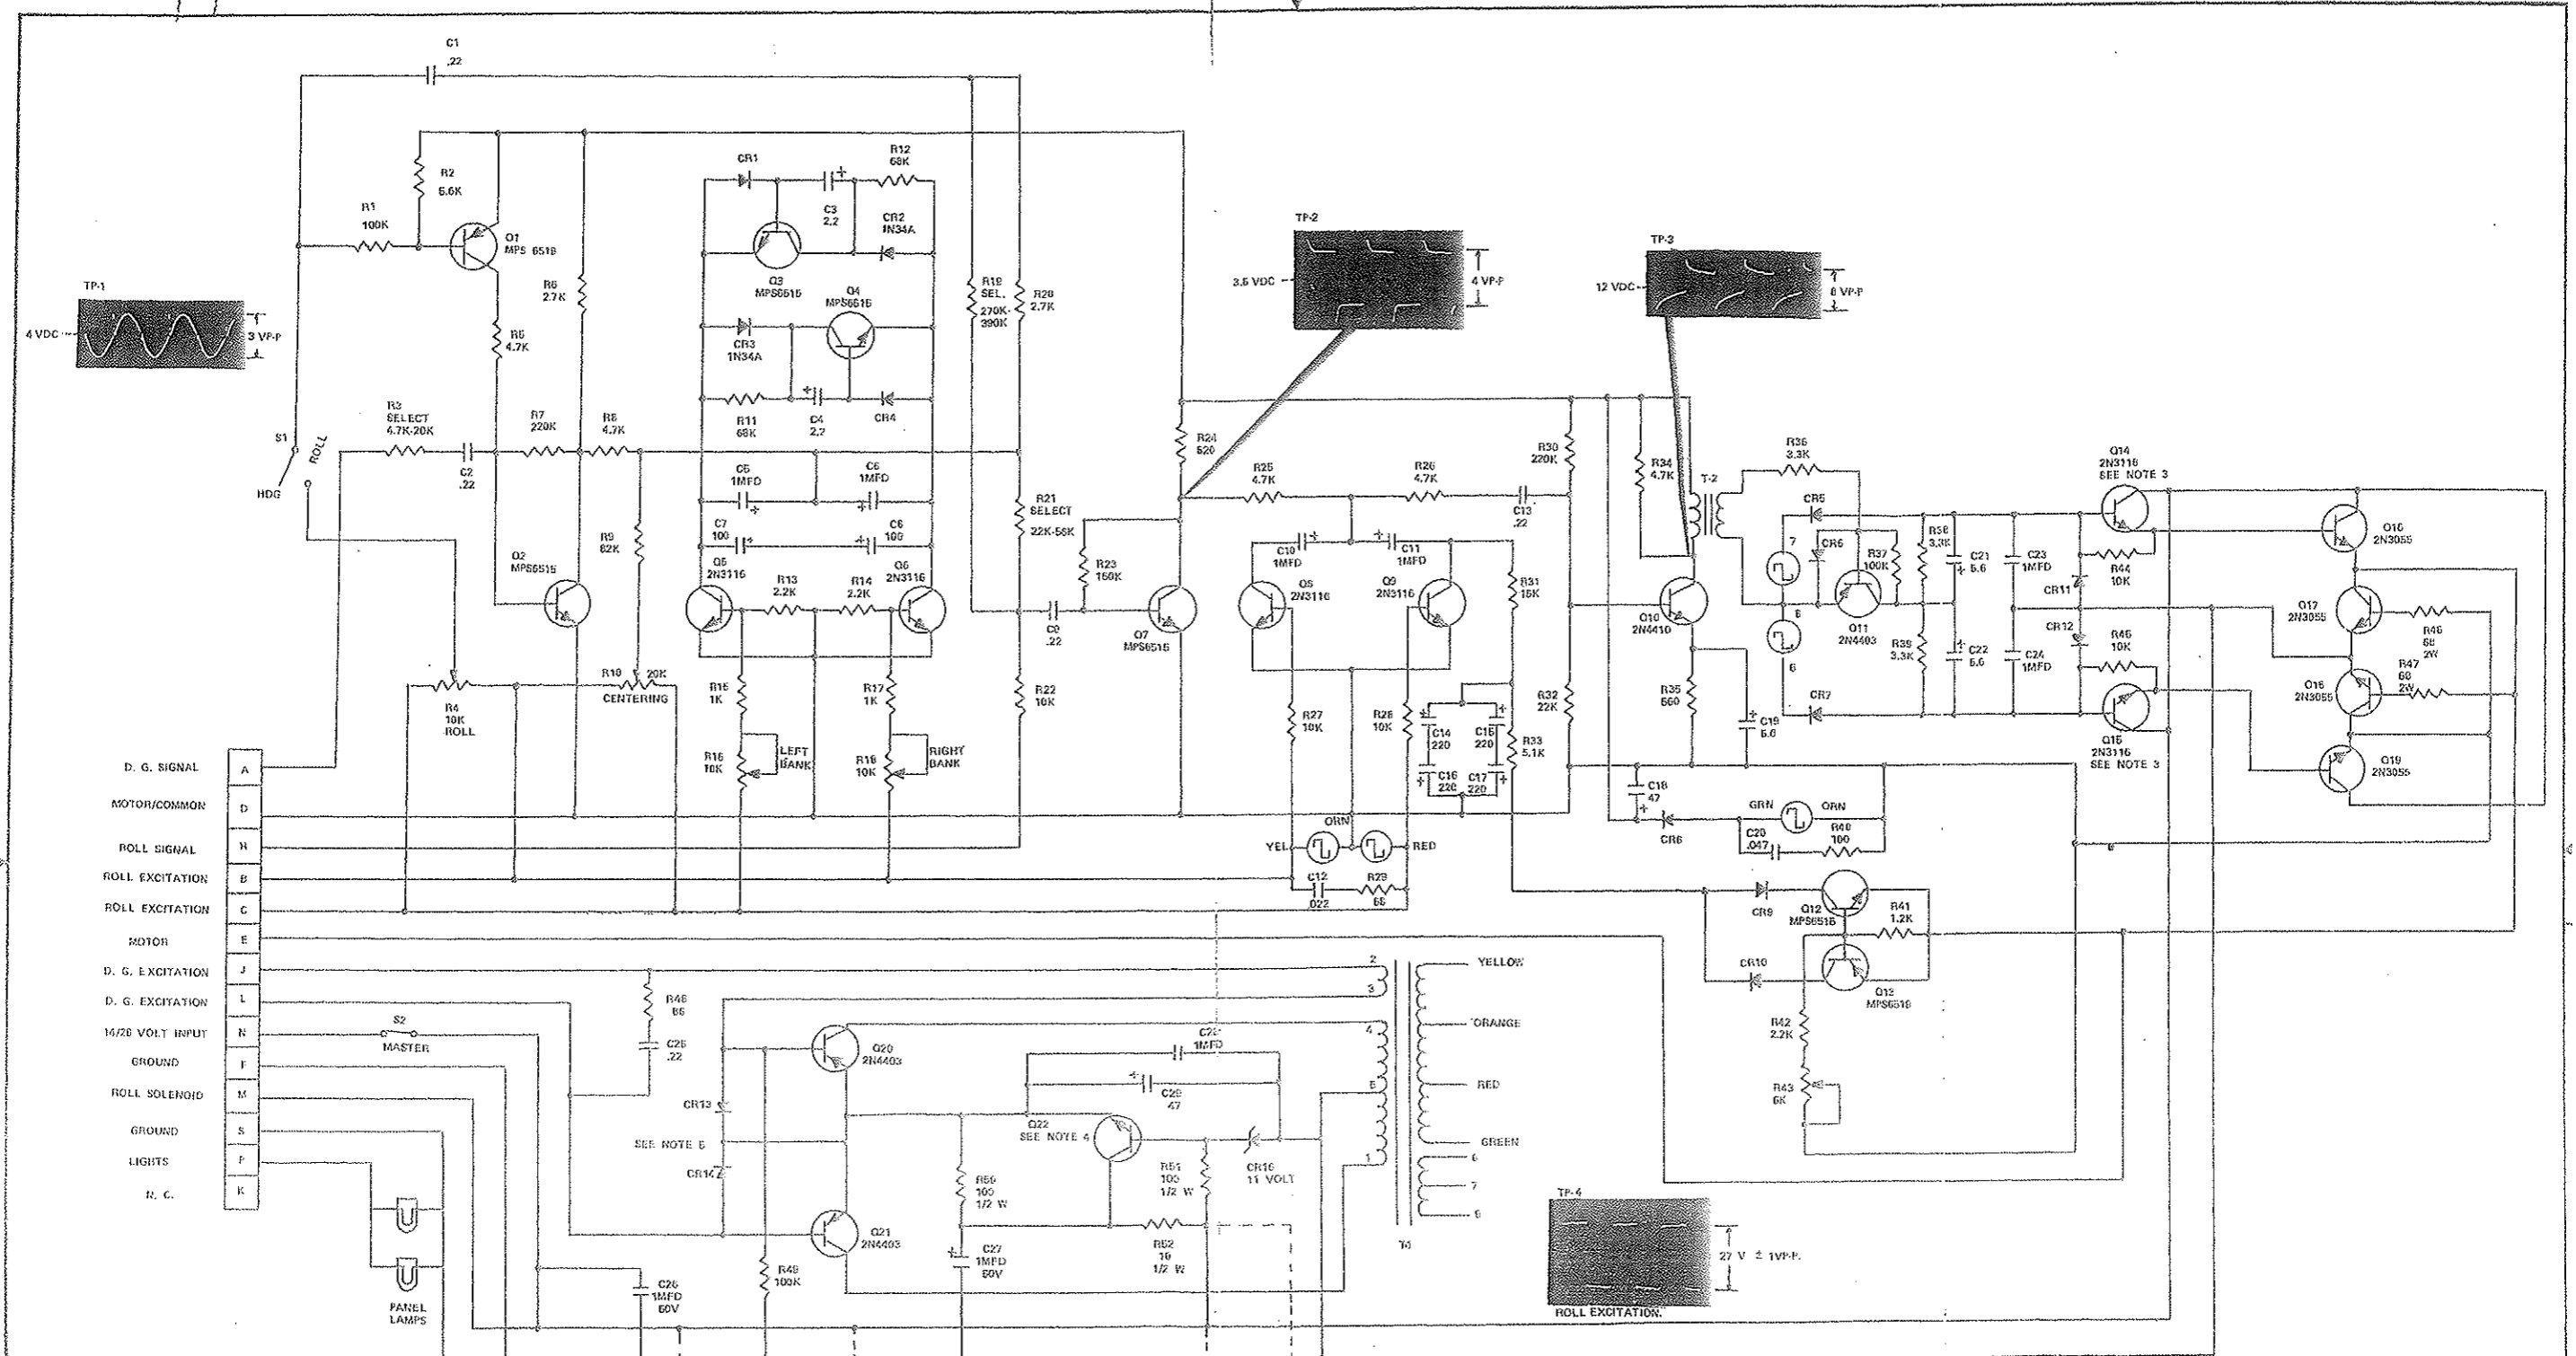 C1
.22
R2
5.6K
R1
100K
Q1
MPS 6519
R5
4.7K
R6
2.7K
TP-1
4 VDC
3 VP-P
CR1
C3
2.2
R12
68K
CR2
1N34A
Q3
MPS6515
Q4
MPS6515
CR3
1N34A
R11
68K
C4
2.2
CR4
R19
SEL.
270K-
390K
R20
2.7K
TP-2
3.5 VDC
4 VP-P
TP-3
12 VDC
8 VP-P
S1
ROLL
HDG
R3
SELECT
4.7K-20K
C2
.22
R7
220K
R8
4.7K
C5
1MFD
C6
1MFD
C7
100
C6
100
Q2
MPS6515
R9
82K
Q5
2N3116
R13
2.2K
R14
2.2K
Q6
2N3116
R21
SELECT
22K-56K
R24
R23
150K
C9
.22
Q7
MPS6515
R22
10K
R4
10K
ROLL
R10
20K
CENTERING
1K
R17
1K
10K
LEFT
BANK
R18
10K
RIGHT
BANK
R25
4.7K
R26
4.7K
C13
.22
C10
1MFD
C11
1MFD
Q8
2N3116
Q9
2N3116
R27
10K
R28
10K
R30
220K
R31
15K
R32
22K
R33
5.1K
C14
220
C15
220
C16
220
C17
220
YEL
ORN
RED
C12
.022
R29
68
R34
4.7K
T-2
R36
3.3K
Q10
2N4410
R35
560
C19
5.6
CR5
CR6
R37
100K
7
8
6
Q11
2N4403
CR7
3.3K
R39
3.3K
C21
5.6
C22
5.6
C23
1MFD
C24
1MFD
CR11
CR12
Q14
2N3116
SEE NOTE 3
R44
10K
R45
10K
Q15
2N3116
SEE NOTE 3
2N3055
Q17
2N3055
2N3055
Q19
2N3055
R46
68
2W
R47
68
2W
C18
47
GRN
ORN
C20
.047
R40
100
CR9
Q12
MPS6515
R41
1.2K
CR10
Q13
MPS6519
R42
2.2K
R43
5K
D. G. SIGNAL A
MOTOR/COMMON D
ROLL SIGNAL H
ROLL EXCITATION B
ROLL EXCITATION C
MOTOR E
D. G. EXCITATION J
D. G. EXCITATION L
14/28 VOLT INPUT N
GROUND F
ROLL SOLENOID M
GROUND S
LIGHTS P
N. C. K
S2
MASTER
PANEL
LAMPS
R48
68
.22
C26
1MFD
50V
CR13
SEE NOTE 5
CR14
R49
100K
Q20
2N4403
Q21
2N4403
R50
100
1/2 W
C27
1MFD
50V
Q22
SEE NOTE 4
1MFD
47
R51
100
1/2 W
R52
10
1/2 W
11 VOLT
2
3
4
5
1
YELLOW
ORANGE
RED
GREEN
6
7
8
TP-4
27 V ± 1VP-P.
ROLL EXCITATION.